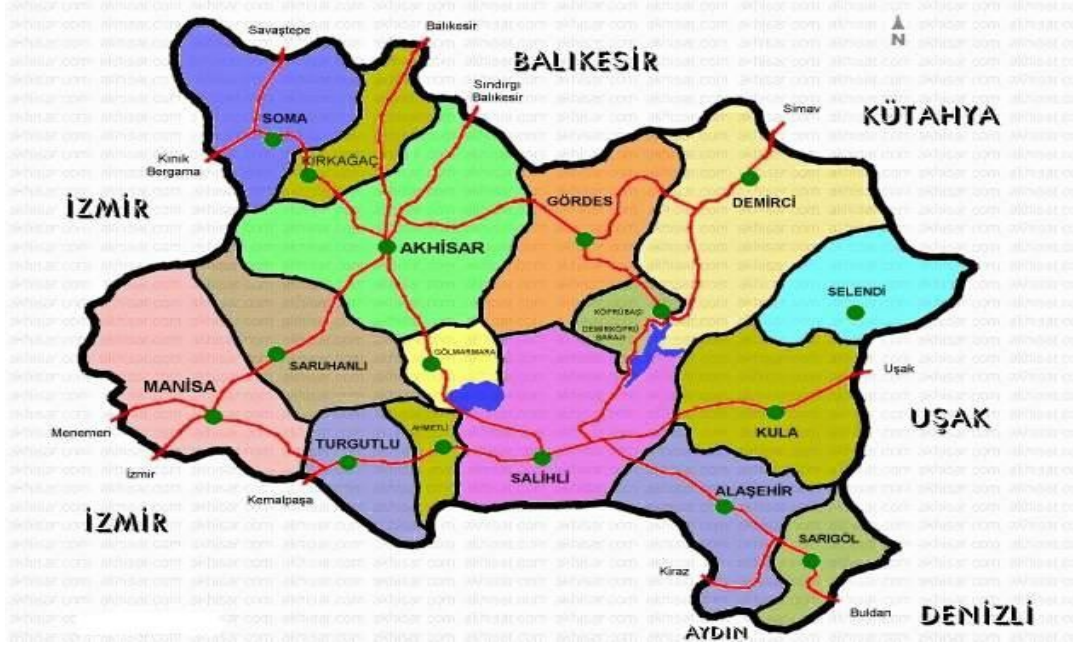 Savaştepe
Balıkesir
N
BALIKESİR
Sındırgı
Balıkesir
Simav
KÜTAHYA
SOMA
Kınık
Bergama
KIRKAĞAÇ
İZMİR
GÖRDES
DEMİRCİ
AKHİSAR
SELENDİ
KÖPRÜBAŞI
DEMİRKÖPRÜ
BARAJI
GÖLMARMARA
SARUHANLI
MANİSA
Uşak
UŞAK
Menemen
TURGUTLU
AHMETLİ
KULA
İzmir
SALİHLİ
Kemalpaşa
ALAŞEHİR
İZMİR
SARIGÖL
Kiraz
Buldan
DENİZLİ
AYDIN